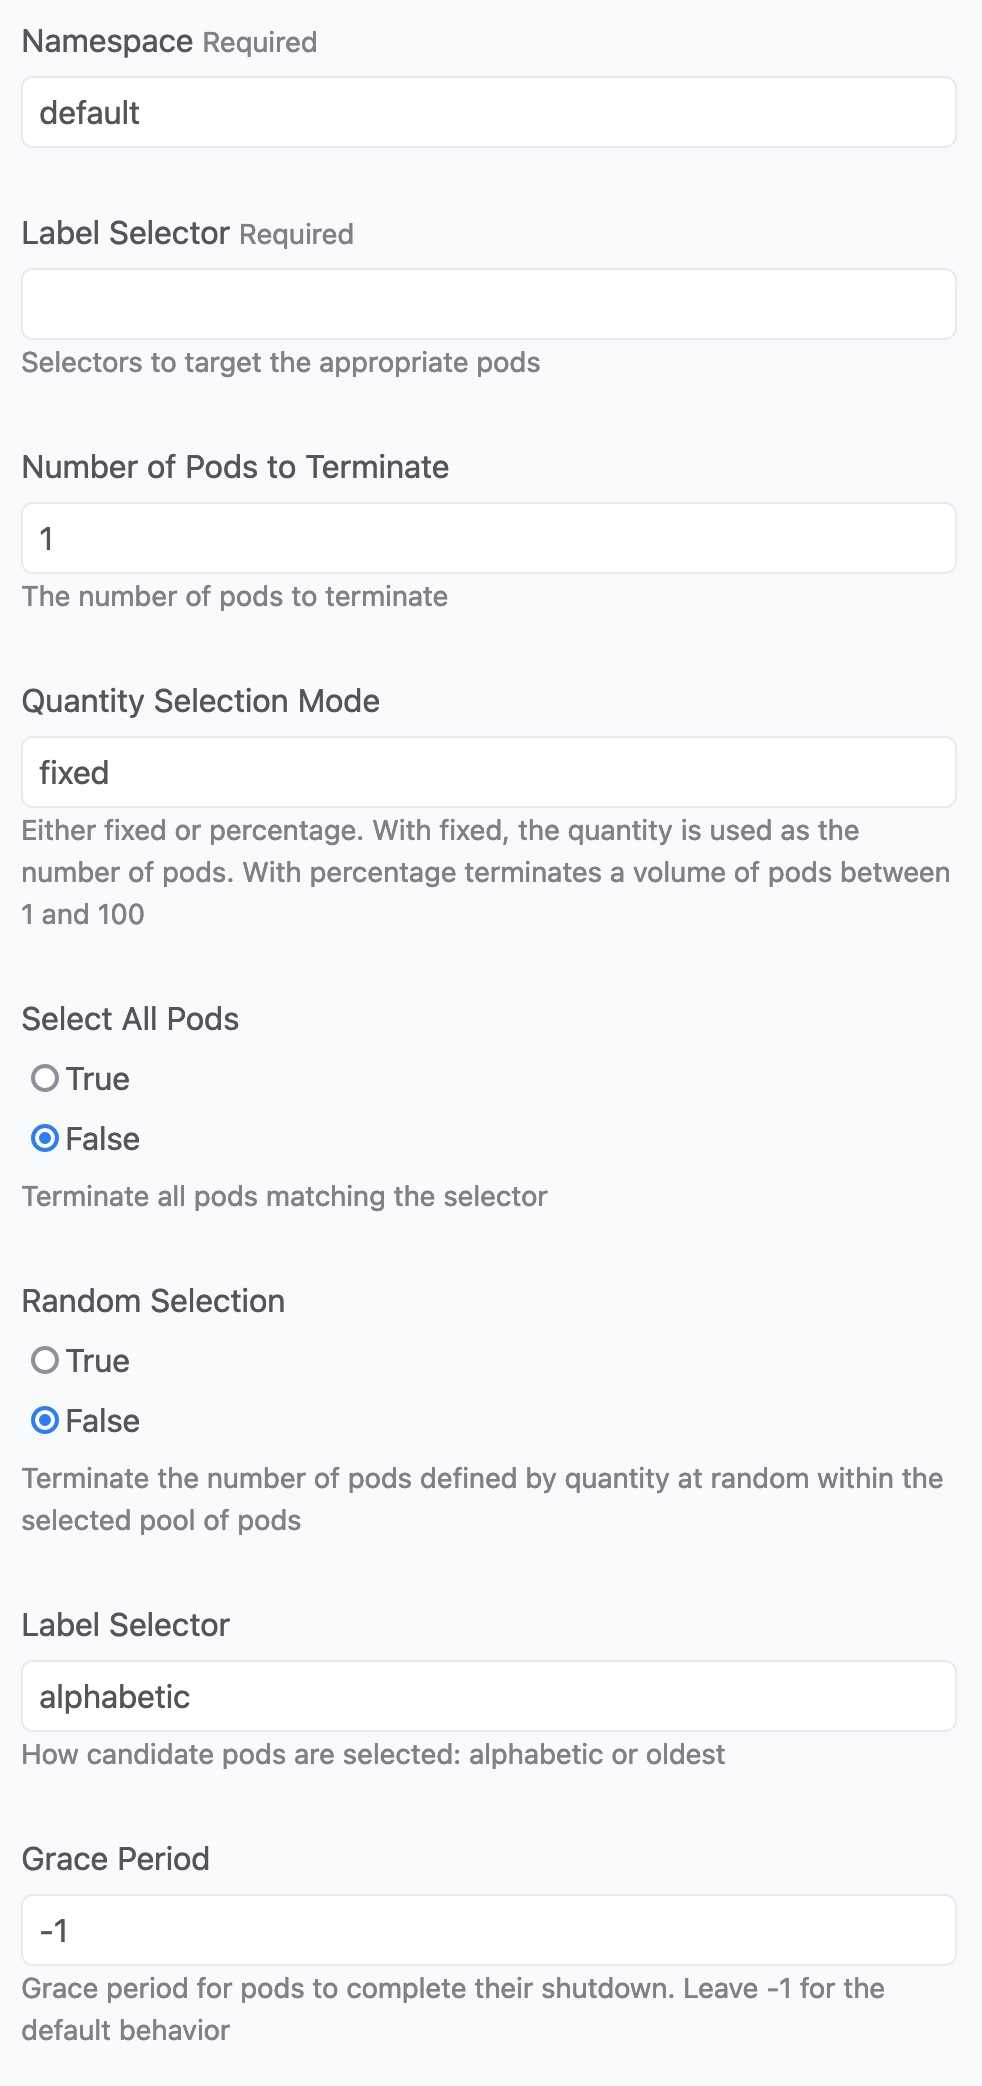 Namespace Required
default
Label Selector Required
Selectors to target the appropriate pods
Number of Pods to Terminate
1
The number of pods to terminate
Quantity Selection Mode
fixed
Either fixed or percentage. With fixed, the quantity is used as the
number of pods. With percentage terminates a volume of pods between
1 and 100
Select All Pods
True
False
Terminate all pods matching the selector
Random Selection
True
False
Terminate the number of pods defined by quantity at random within the
selected pool of pods
Label Selector
alphabetic
How candidate pods are selected: alphabetic or oldest
Grace Period
-1
Grace period for pods to complete their shutdown. Leave -1 for the
default behavior